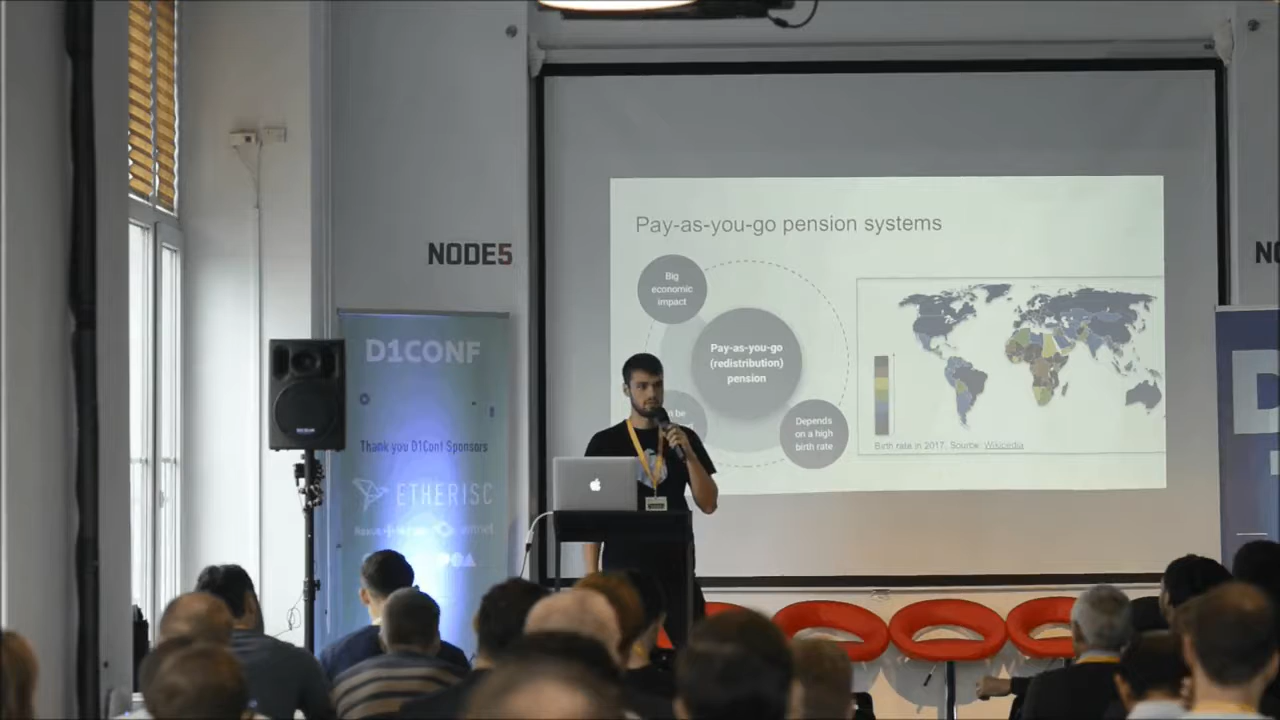 NODE5
D1CONF
Thank you D1Conf Sponsors
ETHERISC
Pay-as-you-go pension systems
Big
economic
impact
Pay-as-you-go
(redistribution)
pension
be
Depends
on a high
birth rate
Birth rate in 2017. Source: Wikipedia
D